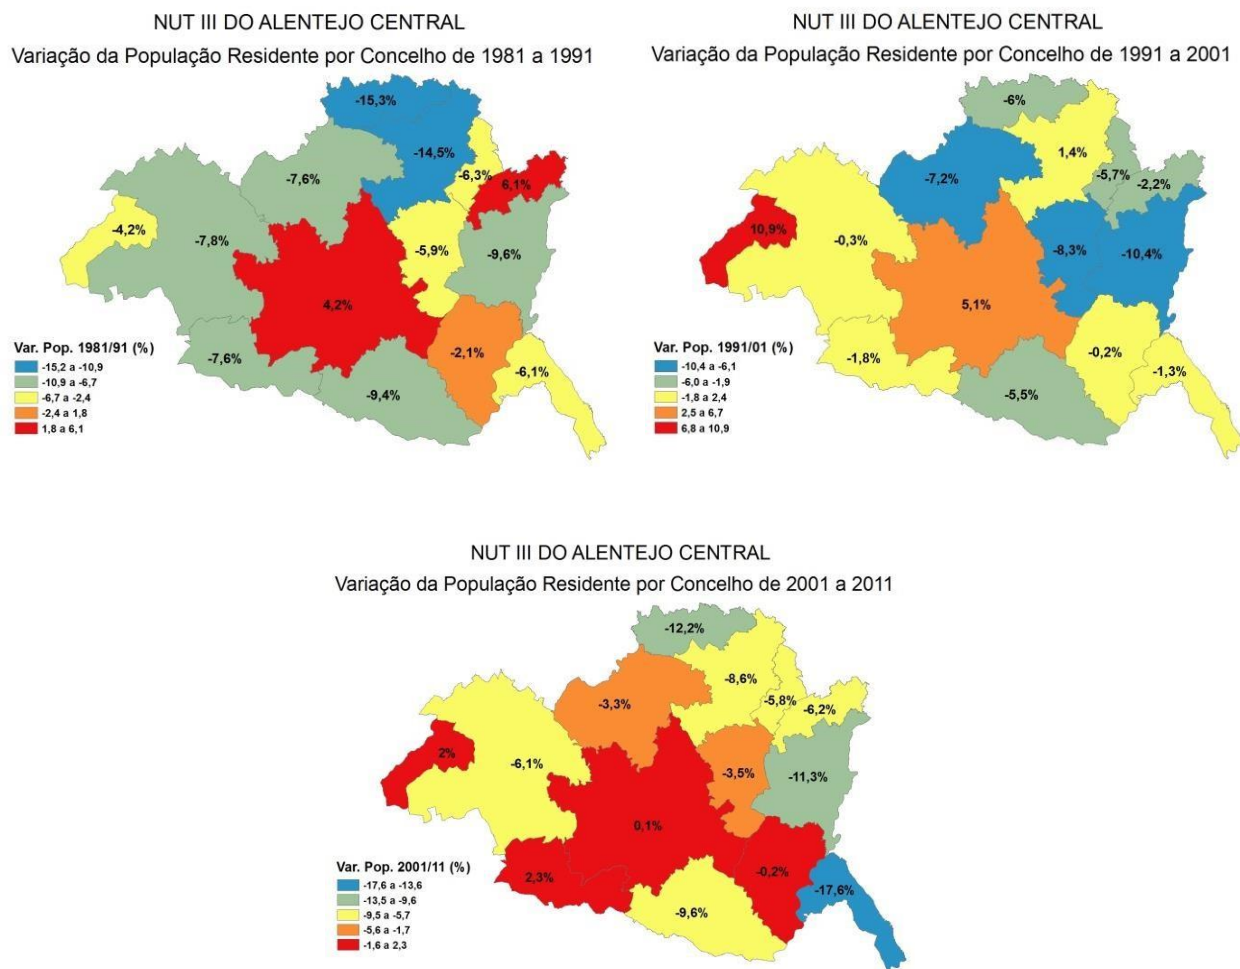 NUT III DO ALENTEJO CENTRAL
Variação da População Residente por Concelho de 1981 a 1991
-15,3%
-14,5%
-7,6%
-6,3%
6,1%
-4,2%
-7,8%
-5,9%
-9,6%
4,2%
-2,1%
-7,6%
-6,1%
-9,4%
Var. Pop. 1981/91 (%)
-15,2 a -10,9
-10,9 a -6,7
-6,7 a -2,4
-2,4 a 1,8
1,8 a 6,1
NUT III DO ALENTEJO CENTRAL
Variação da População Residente por Concelho de 1991 a 2001
-6%
1,4%
-7,2%
-5,7%
-2,2%
10,9%
-0,3%
-8,3%
-10,4%
5,1%
-1,8%
-0,2%
-1,3%
-5,5%
Var. Pop. 1991/01 (%)
-10,4 a -6,1
-6,0 a -1,9
-1,8 a 2,4
2,5 a 6,7
6,8 a 10,9
NUT III DO ALENTEJO CENTRAL
Variação da População Residente por Concelho de 2001 a 2011
-12,2%
-8,6%
-3,3%
-5,8%
-6,2%
2%
-6,1%
-3,5%
-11,3%
0,1%
2,3%
-0,2%
-17,6%
-9,6%
Var. Pop. 2001/11 (%)
-17,6 a -13,6
-13,5 a -9,6
-9,5 a -5,7
-5,6 a -1,7
-1,6 a 2,3